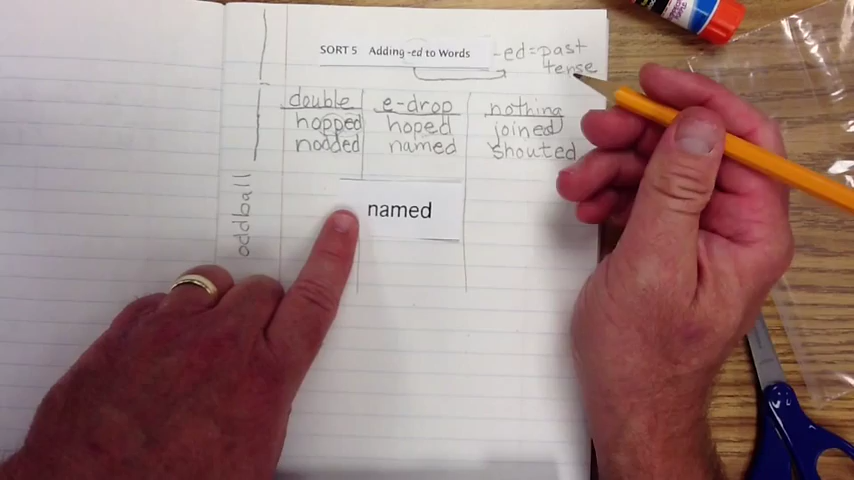 SORT 5 Adding -ed to Words -ed = past
tense
double e-drop nothing
hopped hoped joined
nodded named shouted
oddball
named